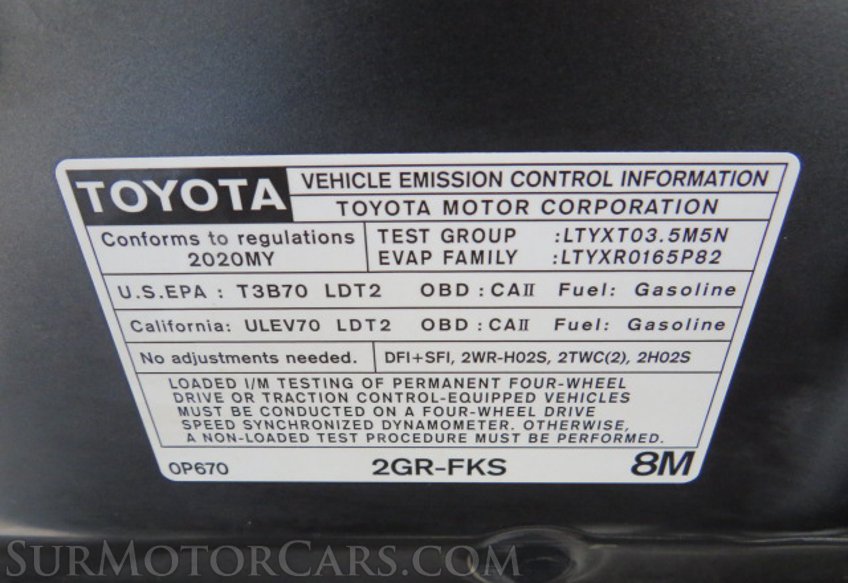 TOYOTA
VEHICLE EMISSION CONTROL INFORMATION
TOYOTA MOTOR CORPORATION
Conforms to regulations
2020MY
TEST GROUP :LTYXT03.5M5N
EVAP FAMILY :LTYXR0165P82
U.S.EPA : T3B70 LDT2 OBD : CAII Fuel: Gasoline
California: ULEV70 LDT2 OBD : CAII Fuel: Gasoline
No adjustments needed.
DFI+SFI, 2WR-HO2S, 2TWC(2), 2HO2S
LOADED I/M TESTING OF PERMANENT FOUR-WHEEL
DRIVE OR TRACTION CONTROL-EQUIPPED VEHICLES
MUST BE CONDUCTED ON A FOUR-WHEEL DRIVE
SPEED SYNCHRONIZED DYNAMOMETER. OTHERWISE,
A NON-LOADED TEST PROCEDURE MUST BE PERFORMED.
0P670 2GR-FKS 8M
SURMOTORCARS.COM